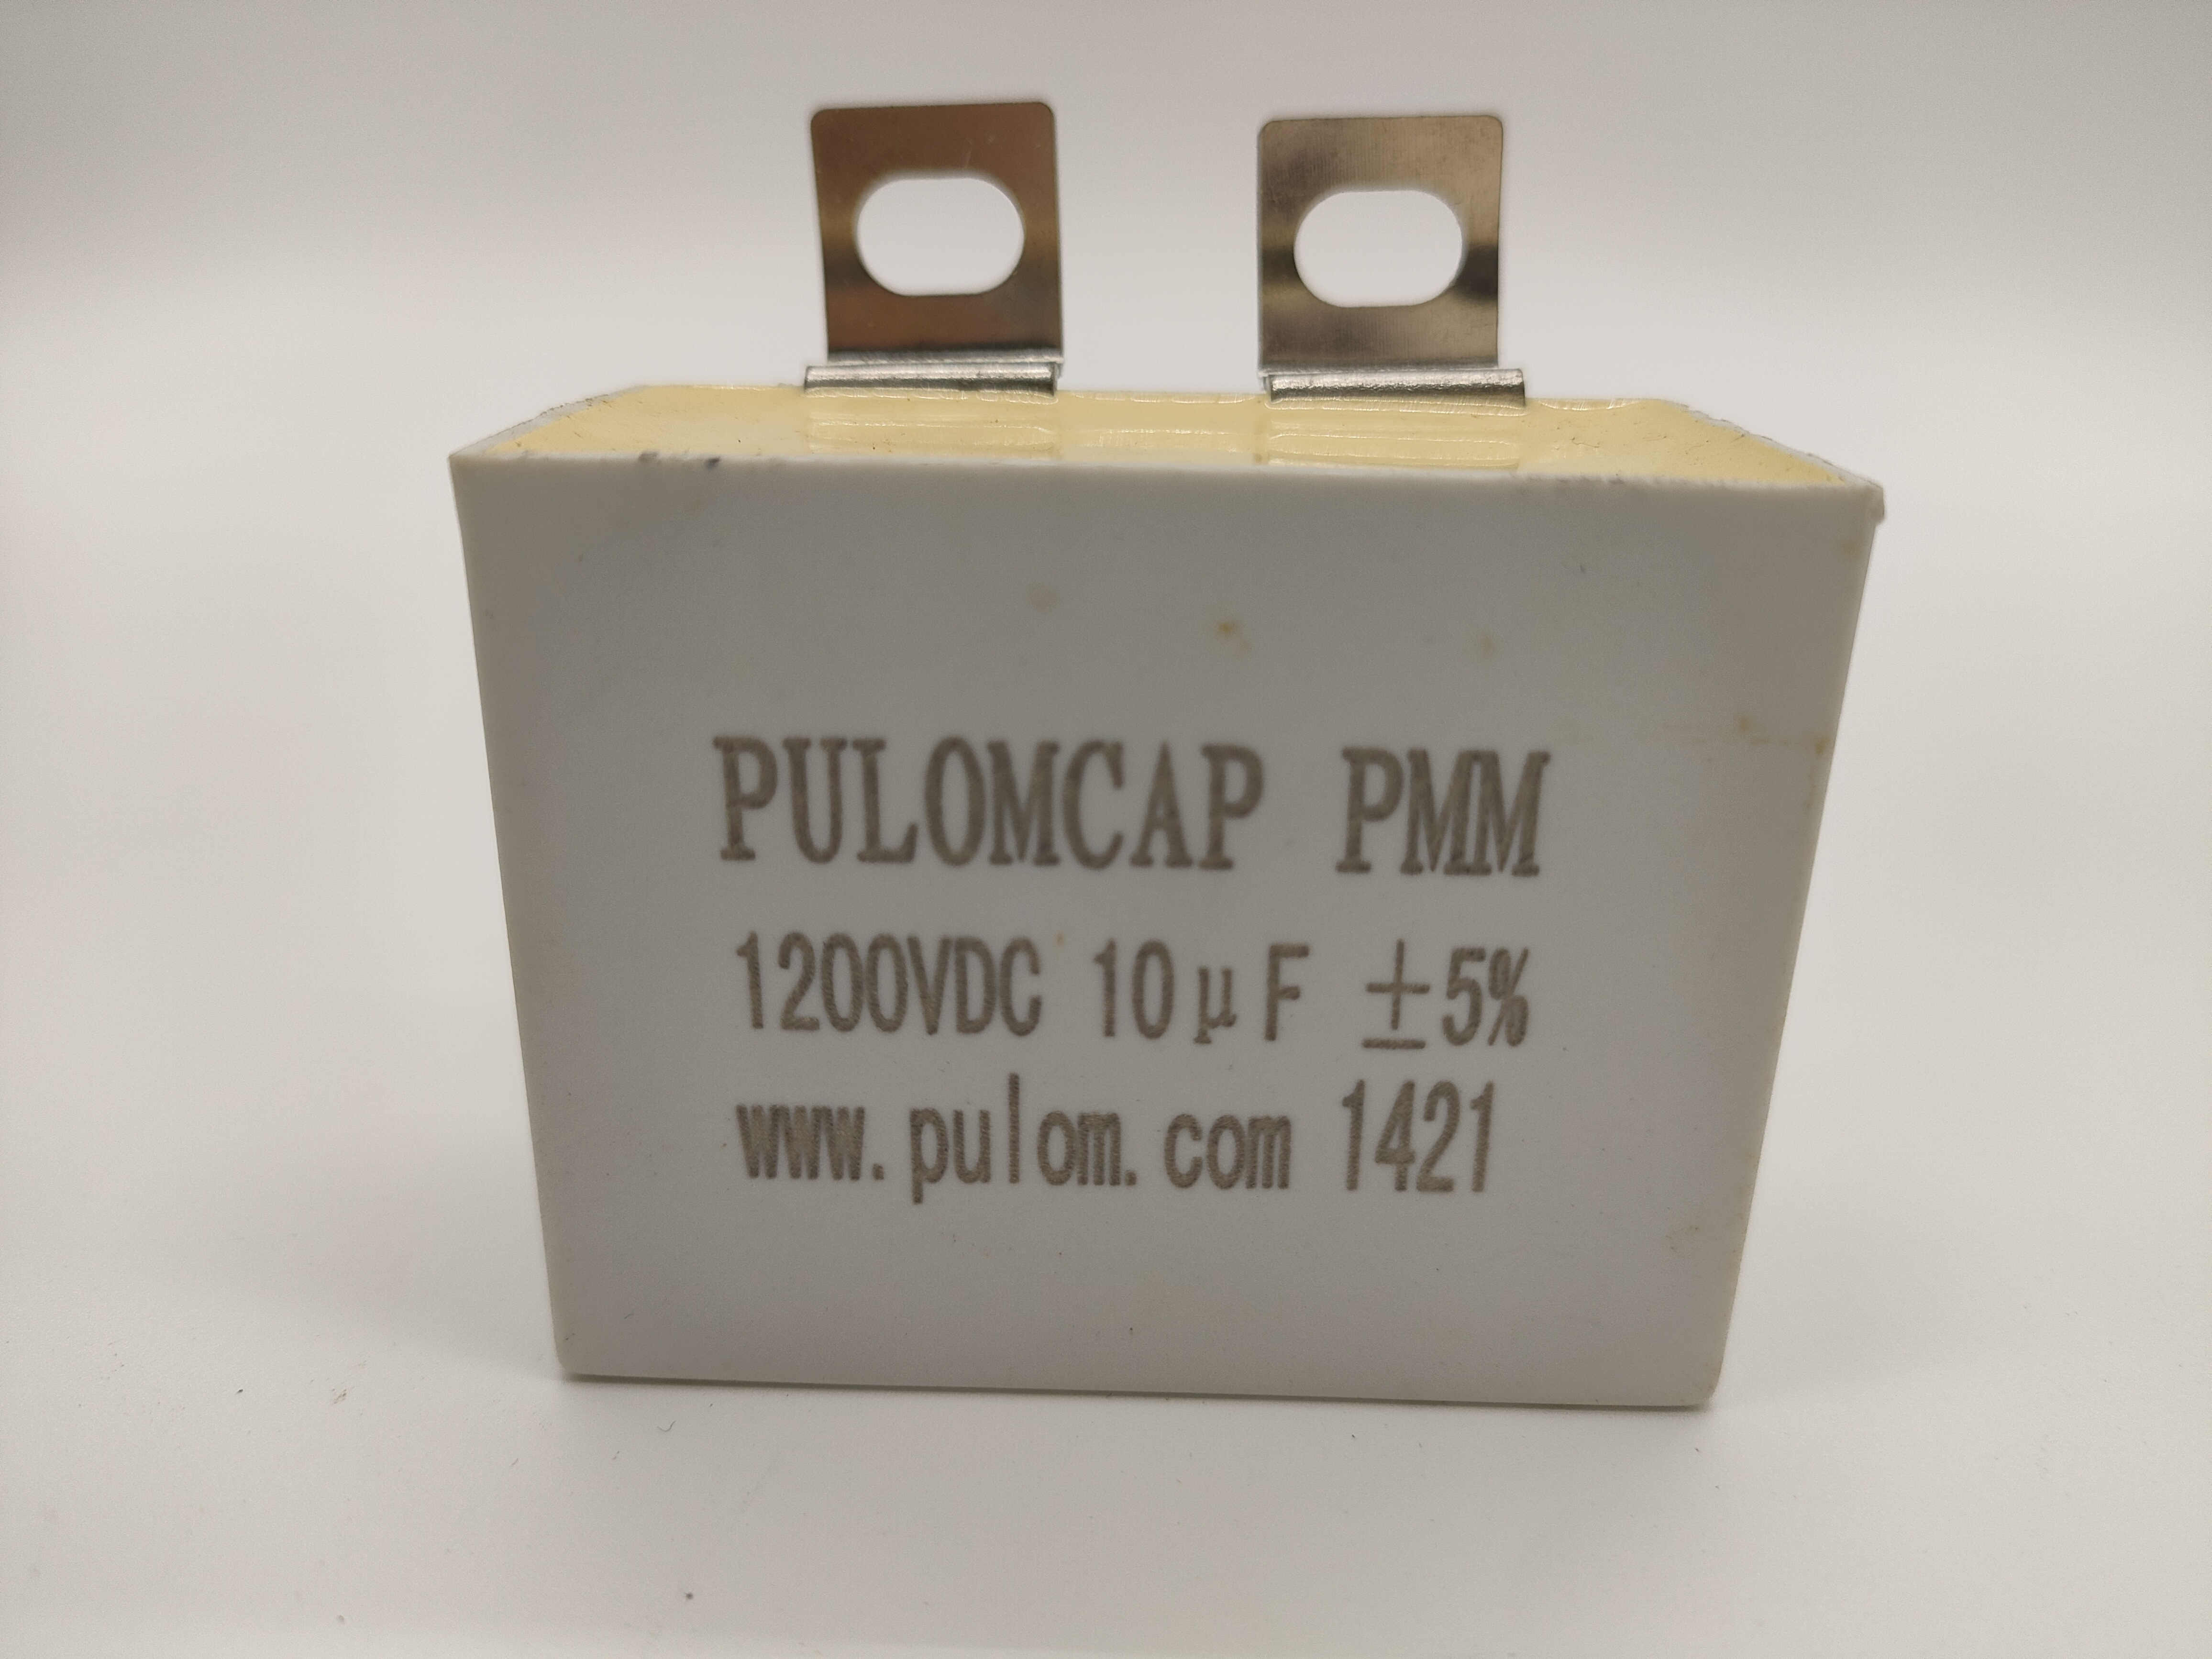 PULOMCAP PMM
1200VDC 10μF ±5%
www.pulom.com 1421